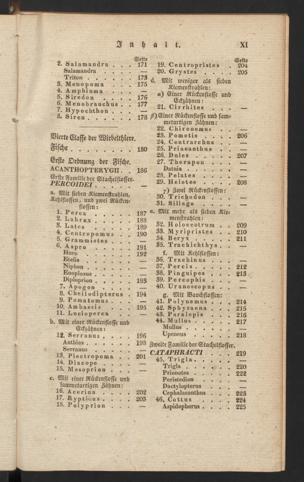 Inhalt. XI
Seite
2. Salamandra . . . . 171
Salamandra . . . . —
Triton . . . . 173
3. Menopoma . . . . 175
4. Amphiuma . . . . —
5. Siredon . . . . 176
6. Menobranchus . . 177
7. Hypochthon . . . —
8. Siren . . . . 178
Vierte Classe der Wirbelthiere.
Fische . . . . 180
Erste Ordnung der Fische.
ACANTHOPTERYGII . . 186
Erste Familie der Stachelflosser.
PERCOIDEI . . . . —
a. Mit sieben Kiemenstrahlen,
Kehlflossen, und zwei Rücken-
flossen:
1. Perca . . . . 187
2. Labrax . . . . 188
3. Lates . . . . 189
4. Centropomus . . . 190
5. Grammistes . . . —
6. Aspro . . . . 191
Huro . . . . 192
Etelis . . . . —
Niphon . . . . —
Enoplosus . . . . —
Diploprion . . . . 193
7. Apogon . . . . —
8. Cheilodipterus . . 194
9. Pomatomus . . . —
10. Ambassis . . . . 195
11. Lucioperca . . . —
b. Mit einer Rückenflosse und
Eckzähnen:
12. Serranus . . . . 196
Anthias . . . . 198
Serranus . . . . —
13. Plectropoma . . . 201
14. Diacope . . . . —
15. Mesoprion . . . —
c. Mit einer Rückenflosse und
sammetartigen Zähnen:
16. Acerina . . . . 202
17. Rypticus . . . . 203
18. Polyprion . . . —
Seite
19. Centropristes . . 204
20. Grystes . . . . 205
d. Mit weniger als sieben
Kiemenstrahlen:
α) Einer Rückenflosse und
Eckzähnen:
21. Cirrhites . . . . —
β) Einer Rückenflosse und sam-
metartigen Zähnen:
22. Chironemus . . . —
23. Pomotis . . . . 206
24. Centrarchus . . —
25. Priacanthus . . . —
26. Dules . . . . 207
27. Therapon . . . —
Datnia . . . . —
28. Pelates . . . . —
29. Helotes . . . . 208
γ) zwei Rückenflossen:
30. Trichodon . . . —
31. Sillago . . . . —
e. Mit mehr als sieben Kie-
menstrahlen:
32. Holocentrum . . 209
33. Myripristes . . . 210
34. Beryx . . . . 211
35. Trachichthys . . —
f. Mit Kehlflossen:
36. Trachinus . . . —
37. Percis . . . . 212
38. Pinguipes . . . 213
39. Percophis . . . —
40. Uranoscopus . . —
g. Mit Bauchflossen:
41. Polynemus . . . 214
42. Sphyraena . . . 215
43. Paralepis . . . 216
44. Mullus . . . . 217
Mullus . . . . —
Upeneus . . . . 218
Zweite Familie der Stachelflosser.
CATAPHRACTI . . . 219
45. Trigla . . . . —
Trigla . . . . 220
Prionotus . . . . 222
Peristedion . . . —
Dactylopterus . . —
Cephalacanthus . . 225
46. Cottus . . . . 224
Aspidophorus . . . 225